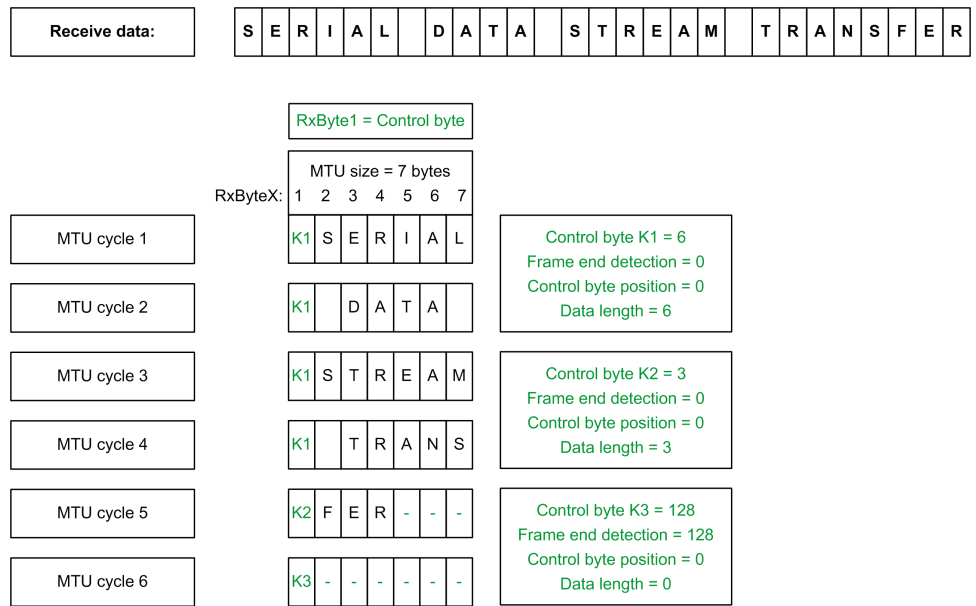 Receive data: S E R I A L D A T A S T R E A M T R A N S F E R
RxByte1 = Control byte
MTU size = 7 bytes
RxByteX: 1 2 3 4 5 6 7
MTU cycle 1 K1 S E R I A L
Control byte K1 = 6
Frame end detection = 0
Control byte position = 0
Data length = 6
MTU cycle 2 K1 D A T A
MTU cycle 3 K1 S T R E A M
Control byte K2 = 3
Frame end detection = 0
Control byte position = 0
Data length = 3
MTU cycle 4 K1 T R A N S
MTU cycle 5 K2 F E R - - -
Control byte K3 = 128
Frame end detection = 128
Control byte position = 0
Data length = 0
MTU cycle 6 K3 - - - - - -